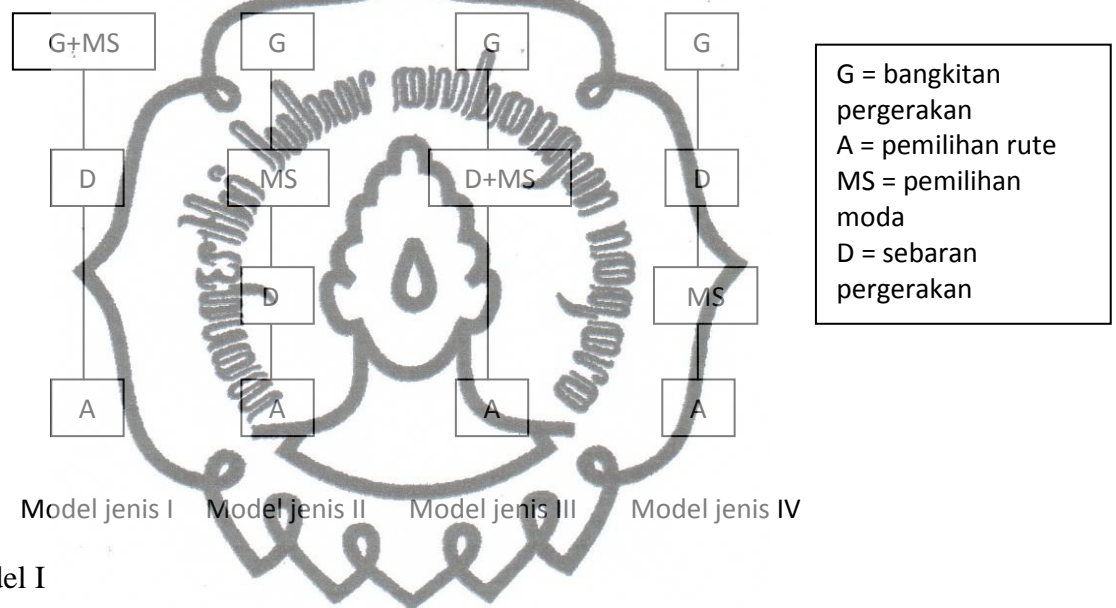 G+MS G G G
D MS D+MS D
D MS
A A A A
Model jenis I Model jenis II Model jenis III Model jenis IV
G = bangkitan
pergerakan
A = pemilihan rute
MS = pemilihan
moda
D = sebaran
pergerakan
del I